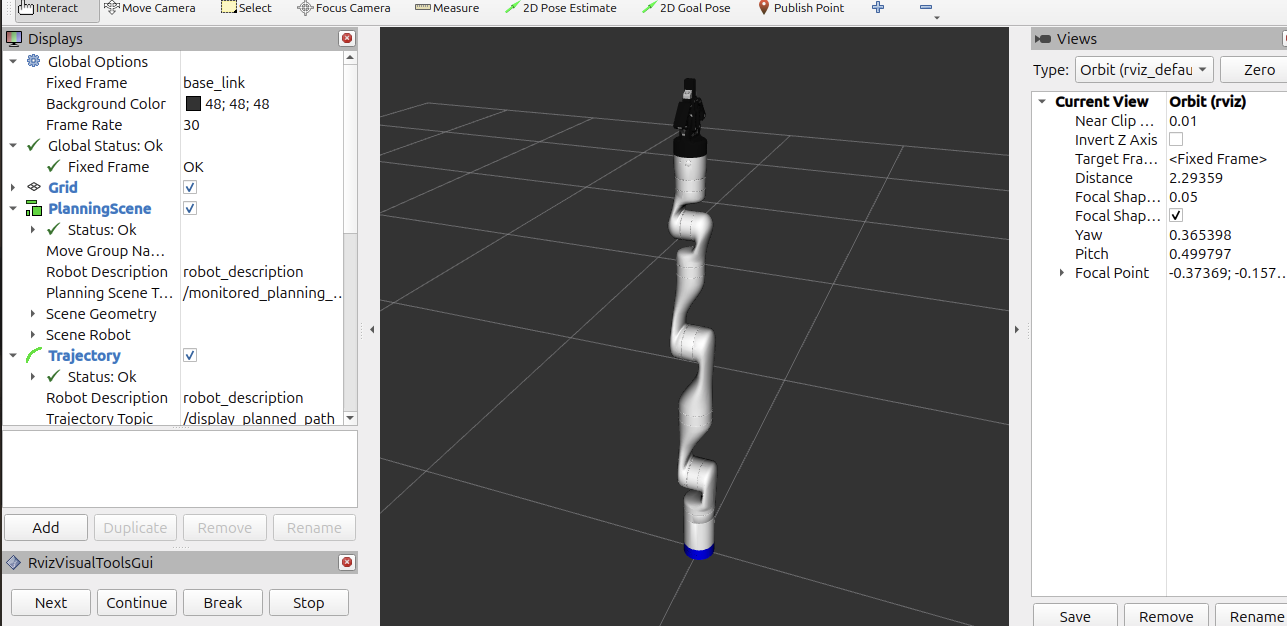 Interact Move Camera Select Focus Camera Measure 2D Pose Estimate 2D Goal Pose Publish Point
Displays
Global Options
Fixed Frame base_link
Background Color 48; 48; 48
Frame Rate 30
Global Status: Ok
Fixed Frame OK
Grid
PlanningScene
Status: Ok
Move Group Na...
Robot Description robot_description
Planning Scene T... /monitored_planning_...
Scene Geometry
Scene Robot
Trajectory
Status: Ok
Robot Description robot_description
Trajectory Topic /display_planned_path
Add Duplicate Remove Rename
RvizVisualToolsGui
Next Continue Break Stop
Views
Type: Orbit (rviz_defau Zero
Current View Orbit (rviz)
Near Clip ... 0.01
Invert Z Axis
Target Fra... <Fixed Frame>
Distance 2.29359
Focal Shap... 0.05
Focal Shap...
Yaw 0.365398
Pitch 0.499797
Focal Point -0.37369; -0.157...
Save Remove Rename